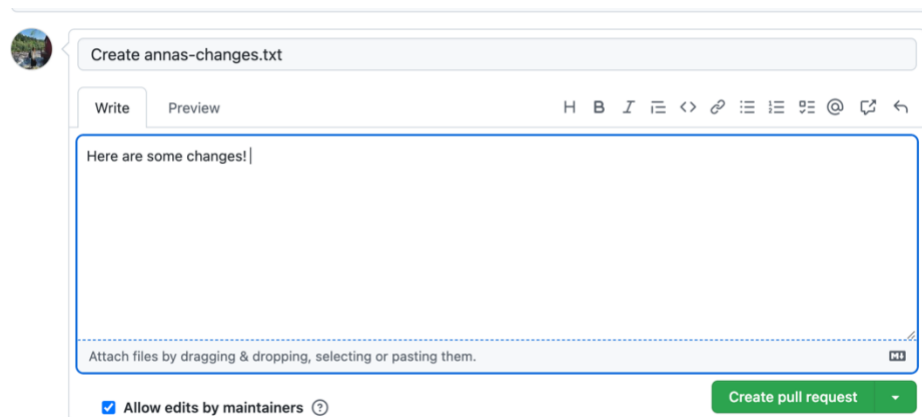 Create annas-changes.txt
Write Preview H B I <> @
Here are some changes!
Attach files by dragging & dropping, selecting or pasting them.
Allow edits by maintainers ?
Create pull request